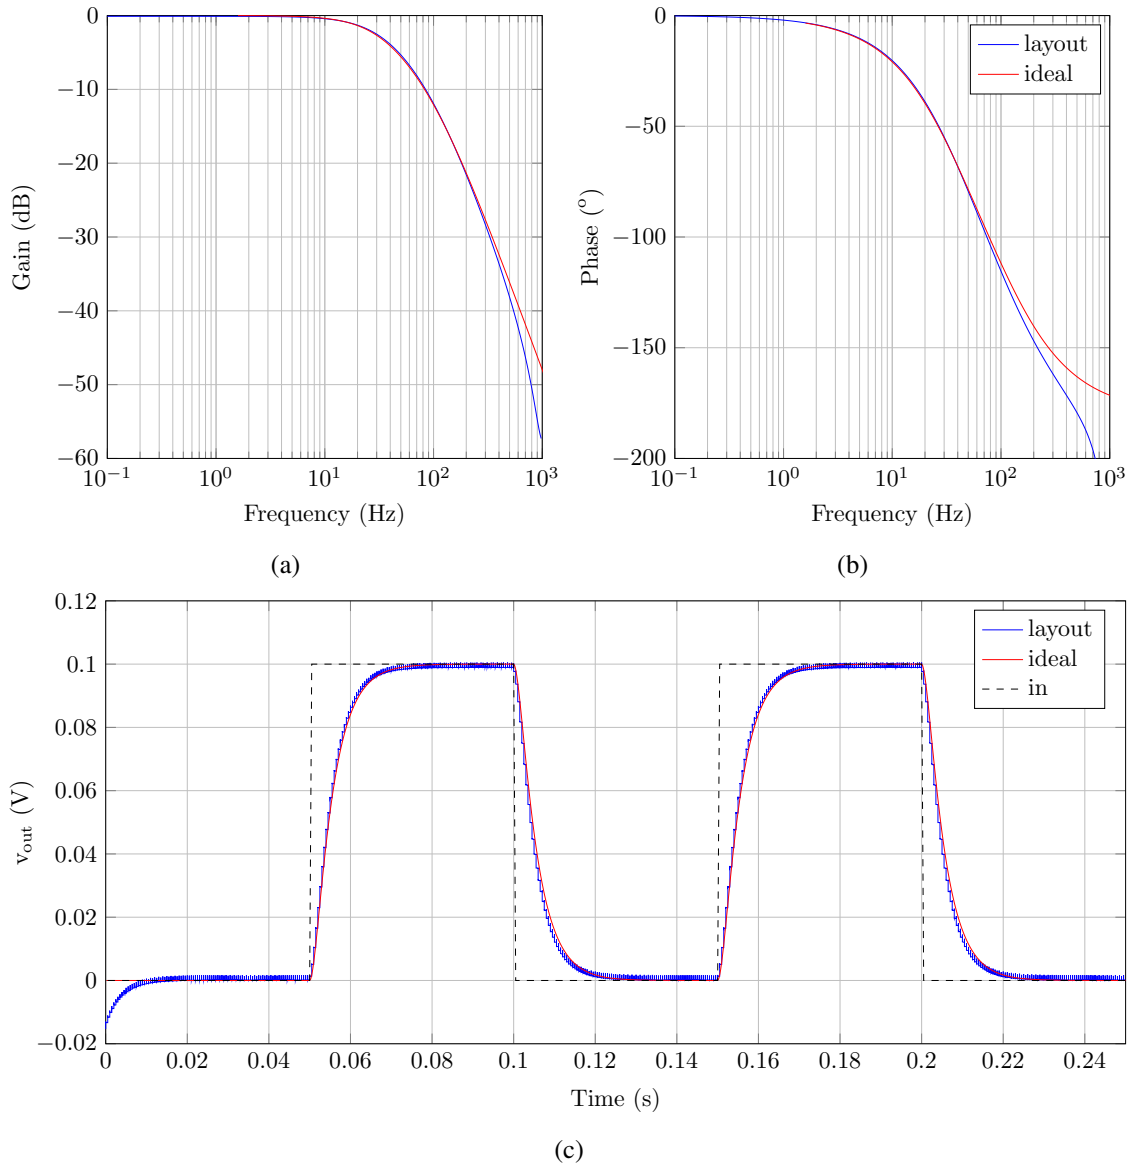 0
−10
−20
−30
−40
−50
−60
10⁻¹ 10⁰ 10¹ 10² 10³
Gain (dB)
Frequency (Hz)
(a)
0
−50
−100
−150
−200
10⁻¹ 10⁰ 10¹ 10² 10³
Phase (º)
Frequency (Hz)
layout
ideal
(b)
0.12
0.1
0.08
0.06
0.04
0.02
0
−0.02
0 0.02 0.04 0.06 0.08 0.1 0.12 0.14 0.16 0.18 0.2 0.22 0.24
v_out (V)
Time (s)
layout
ideal
in
(c)